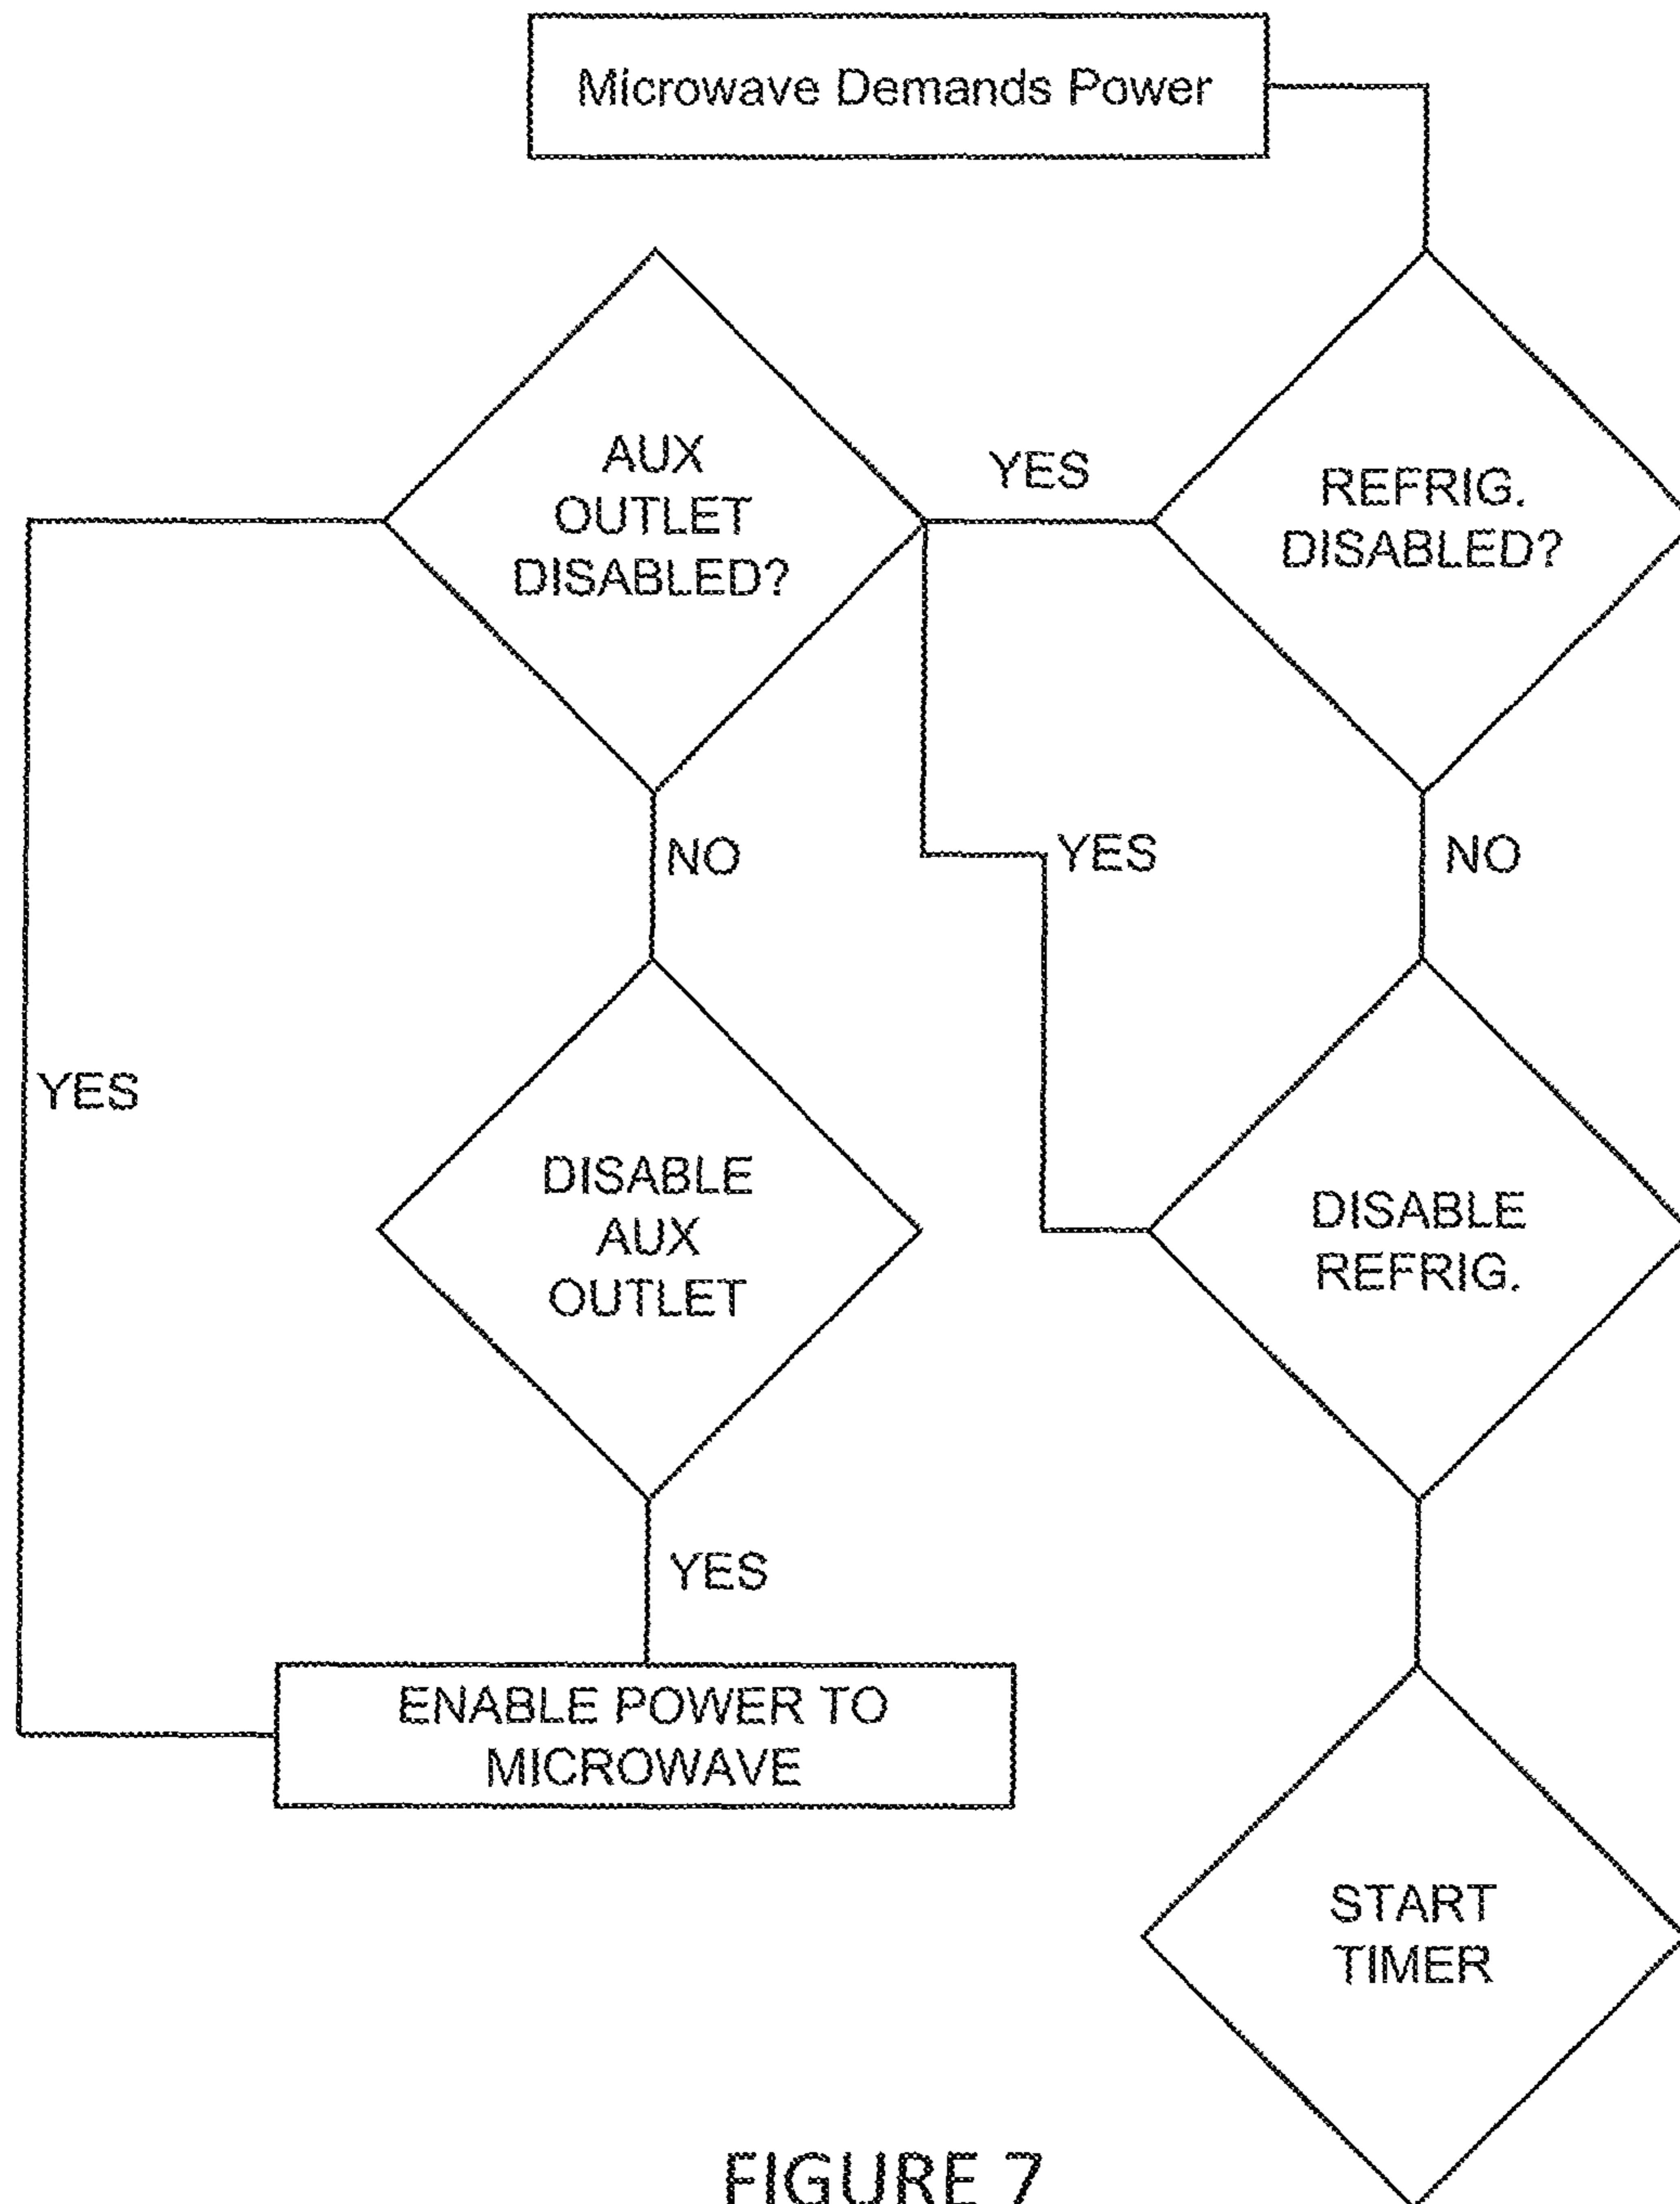 Microwave Demands Power
AUX
OUTLET
DISABLED?
YES
REFRIG.
DISABLED?
NO
YES
NO
YES
DISABLE
AUX
OUTLET
DISABLE
REFRIG.
YES
ENABLE POWER TO
MICROWAVE
START
TIMER
FIGURE 7